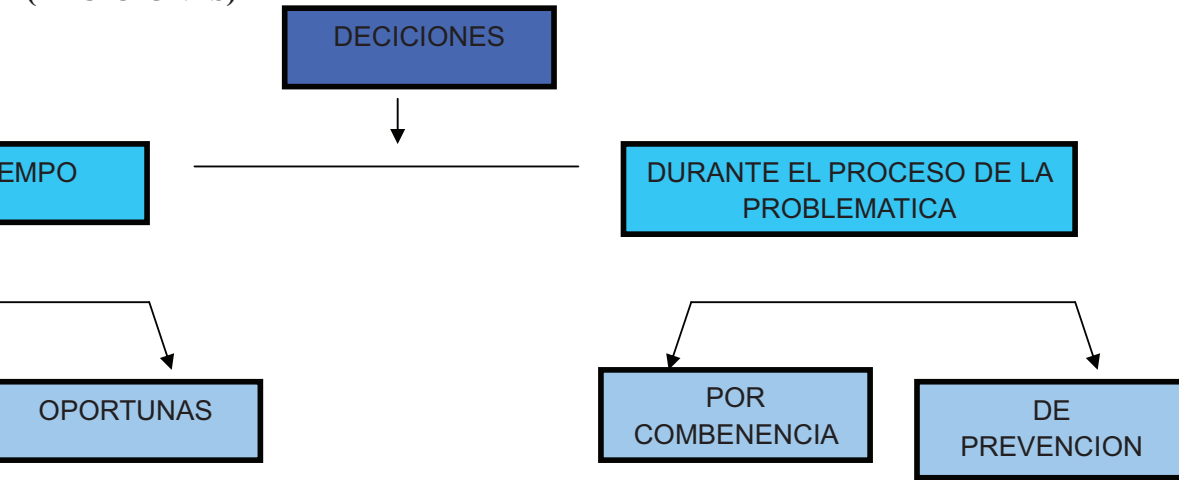 DECICIONES
EMPO
DURANTE EL PROCESO DE LA
PROBLEMATICA
OPORTUNAS
POR
COMBENENCIA
DE
PREVENCION